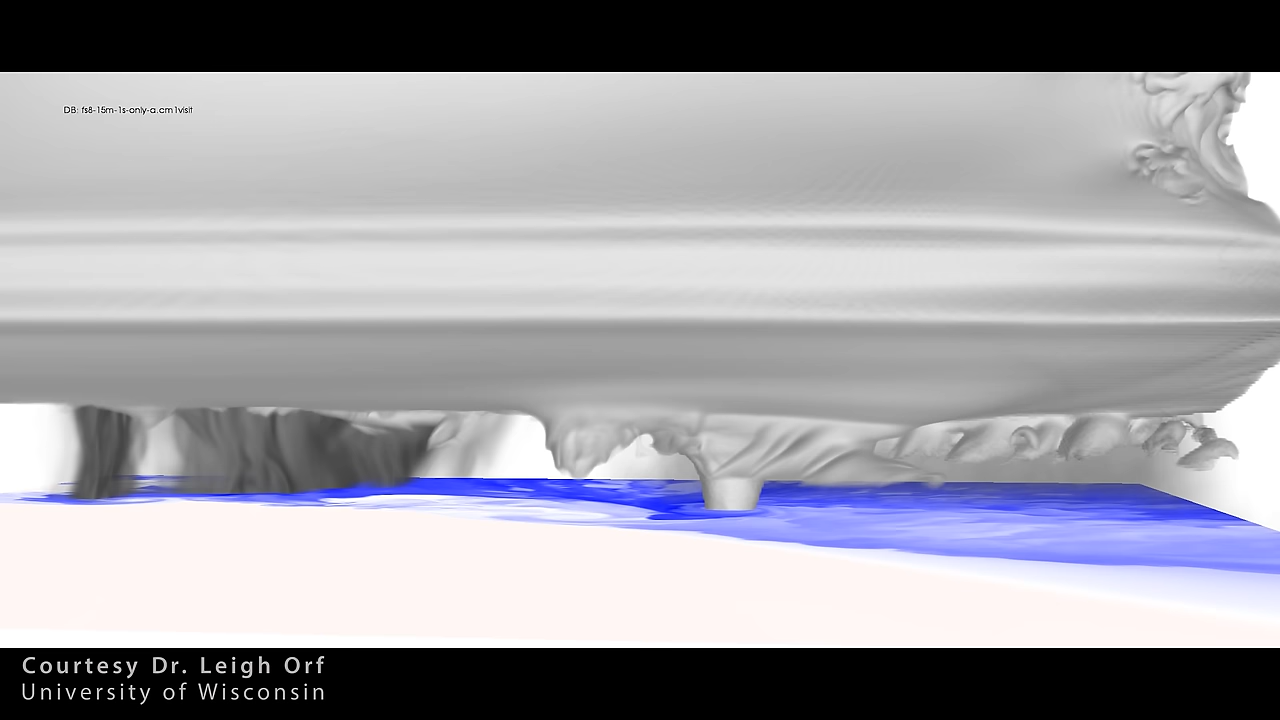 DB: fs8-15m-1s-only-a.cm1visit
Courtesy Dr. Leigh Orf
University of Wisconsin